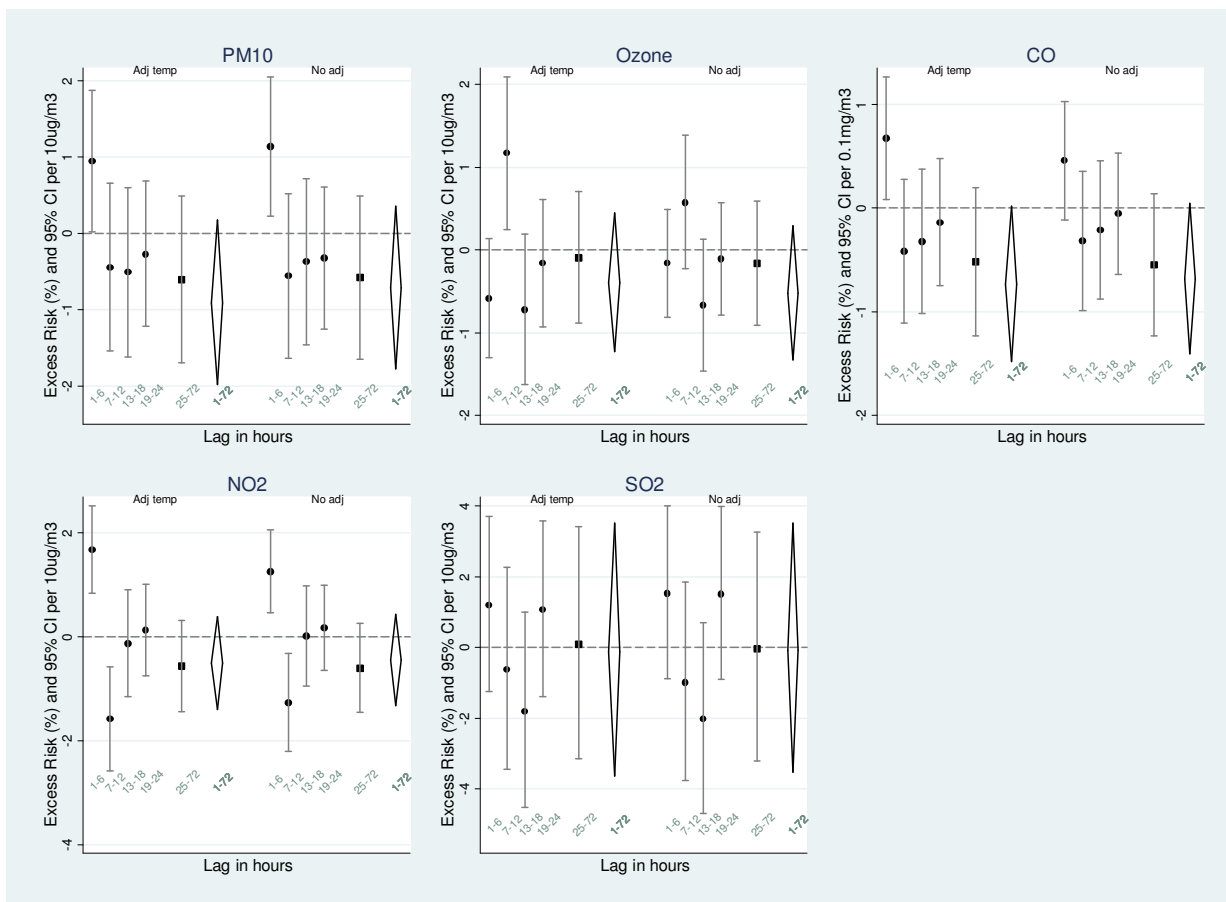 PM10
Adj temp No adj
Excess Risk (%) and 95% CI per 10ug/m3
2
1
0
-1
-2
1-6 7-12 13-18 19-24 25-72 1-72 1-6 7-12 13-18 19-24 25-72 1-72
Lag in hours
Ozone
Adj temp No adj
Excess Risk (%) and 95% CI per 10ug/m3
2
1
0
-1
-2
1-6 7-12 13-18 19-24 25-72 1-72 1-6 7-12 13-18 19-24 25-72 1-72
Lag in hours
CO
Adj temp No adj
Excess Risk (%) and 95% CI per 0.1mg/m3
1
0
-1
-2
1-6 7-12 13-18 19-24 25-72 1-72 1-6 7-12 13-18 19-24 25-72 1-72
Lag in hours
NO2
Adj temp No adj
Excess Risk (%) and 95% CI per 10ug/m3
2
0
-2
-4
1-6 7-12 13-18 19-24 25-72 1-72 1-6 7-12 13-18 19-24 25-72 1-72
Lag in hours
SO2
Adj temp No adj
Excess Risk (%) and 95% CI per 10ug/m3
4
2
0
-2
-4
1-6 7-12 13-18 19-24 25-72 1-72 1-6 7-12 13-18 19-24 25-72 1-72
Lag in hours